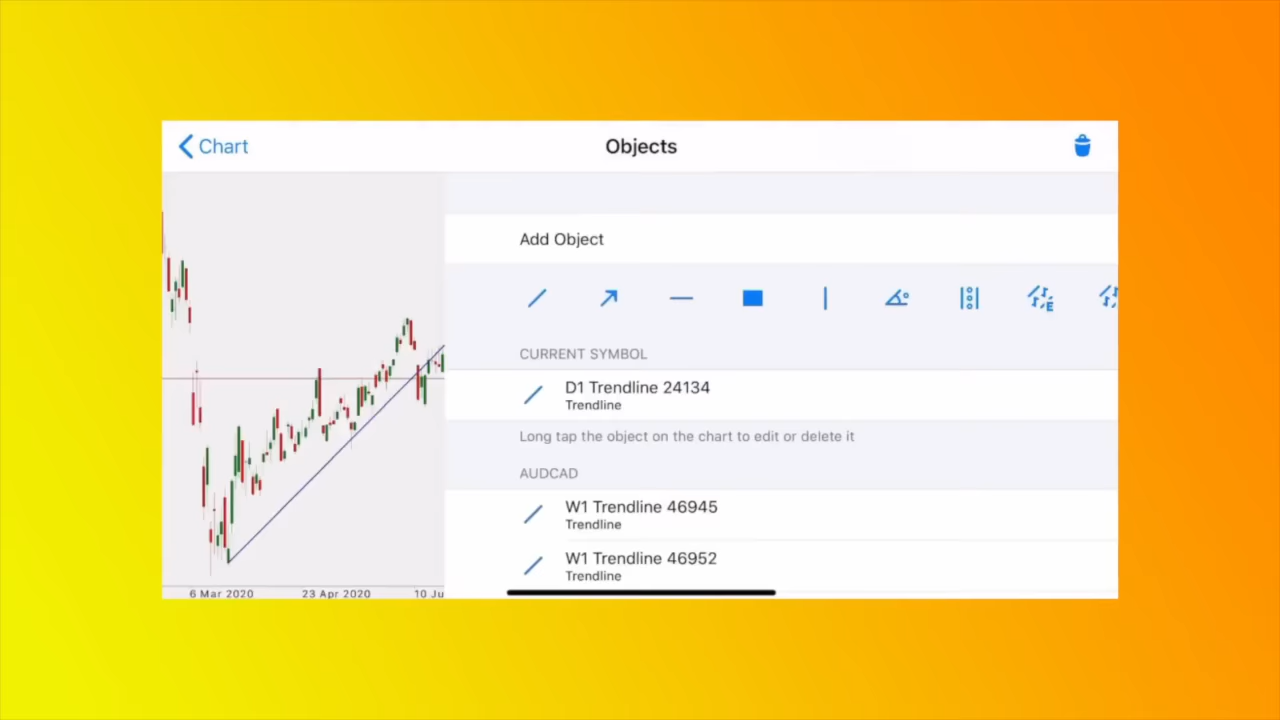 Chart
Objects
Add Object
E
CURRENT SYMBOL
D1 Trendline 24134
Trendline
Long tap the object on the chart to edit or delete it
AUDCAD
W1 Trendline 46945
Trendline
W1 Trendline 46952
Trendline
6 Mar 2020 23 Apr 2020 10 Ju